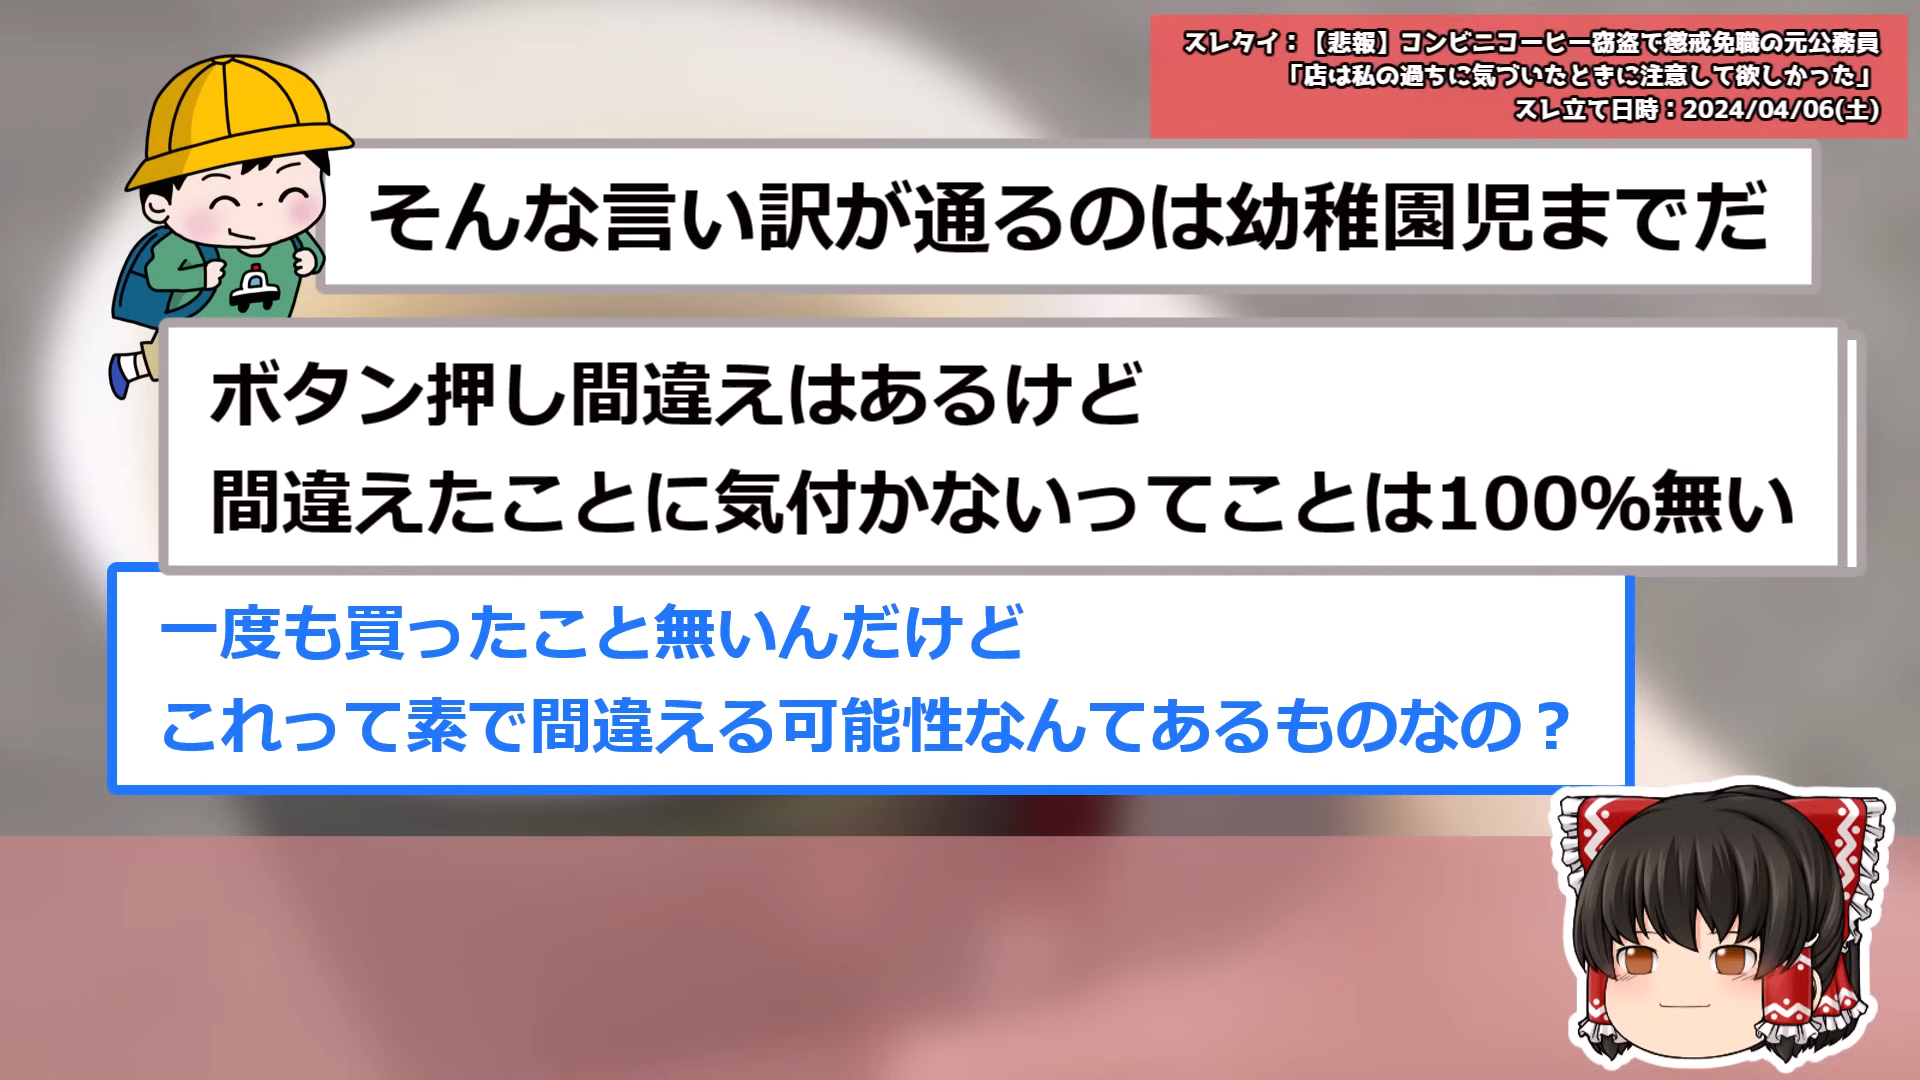 スレタイ：【悲報】コンビニコーヒー窃盗で懲戒免職の元公務員
「店は私の過ちに気づいたときに注意して欲しかった」
スレ立て日時：2024/04/06(土)
そんな言い訳が通るのは幼稚園児までだ
ボタン押し間違えはあるけど
間違えたことに気付かないってことは100%無い
一度も買ったこと無いんだけど
これって素で間違える可能性なんてあるものなの？